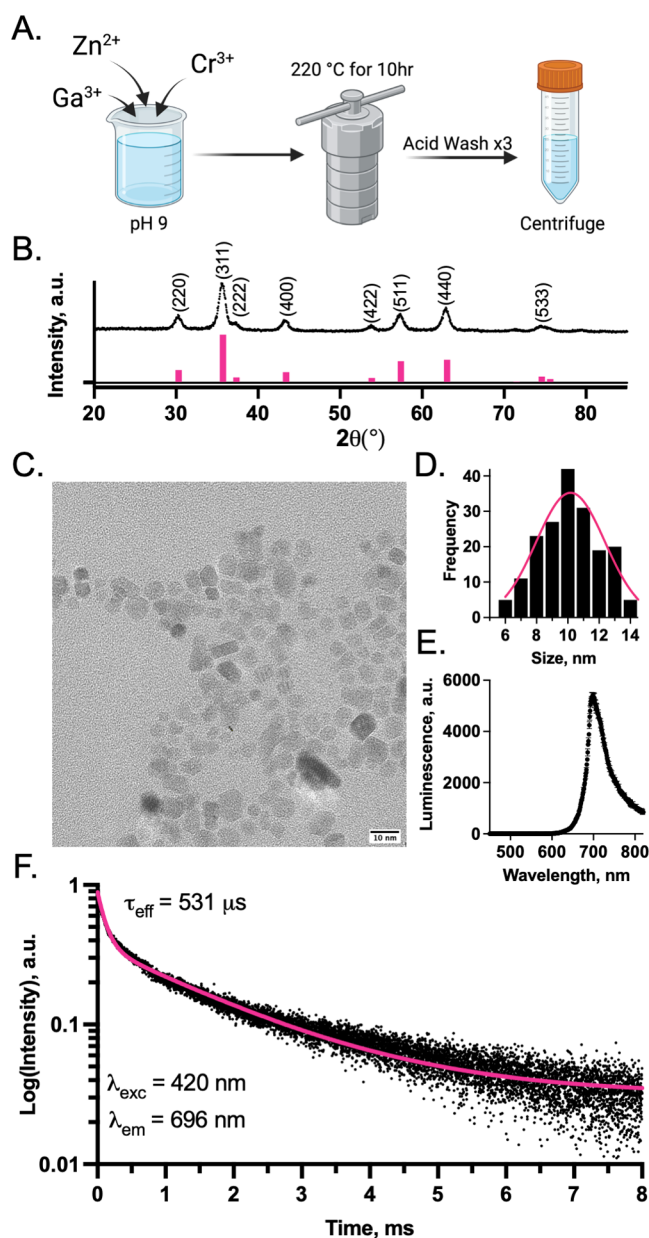 A.
Zn²⁺
Cr³⁺
Ga³⁺
220 °C for 10hr
Acid Wash x3
pH 9
Centrifuge
B.
Intensity, a.u.
(220)
(311)
(222)
(400)
(422)
(511)
(440)
(533)
20 30 40 50 60 70 80
2θ(°)
C.
10 nm
D.
Frequency
40
30
20
10
0
6 8 10 12 14
Size, nm
E.
Luminescence, a.u.
6000
4000
2000
0
500 600 700 800
Wavelength, nm
F.
Log(Intensity), a.u.
1
0.1
0.01
τeff = 531 μs
λexc = 420 nm
λem = 696 nm
0 1 2 3 4 5 6 7 8
Time, ms